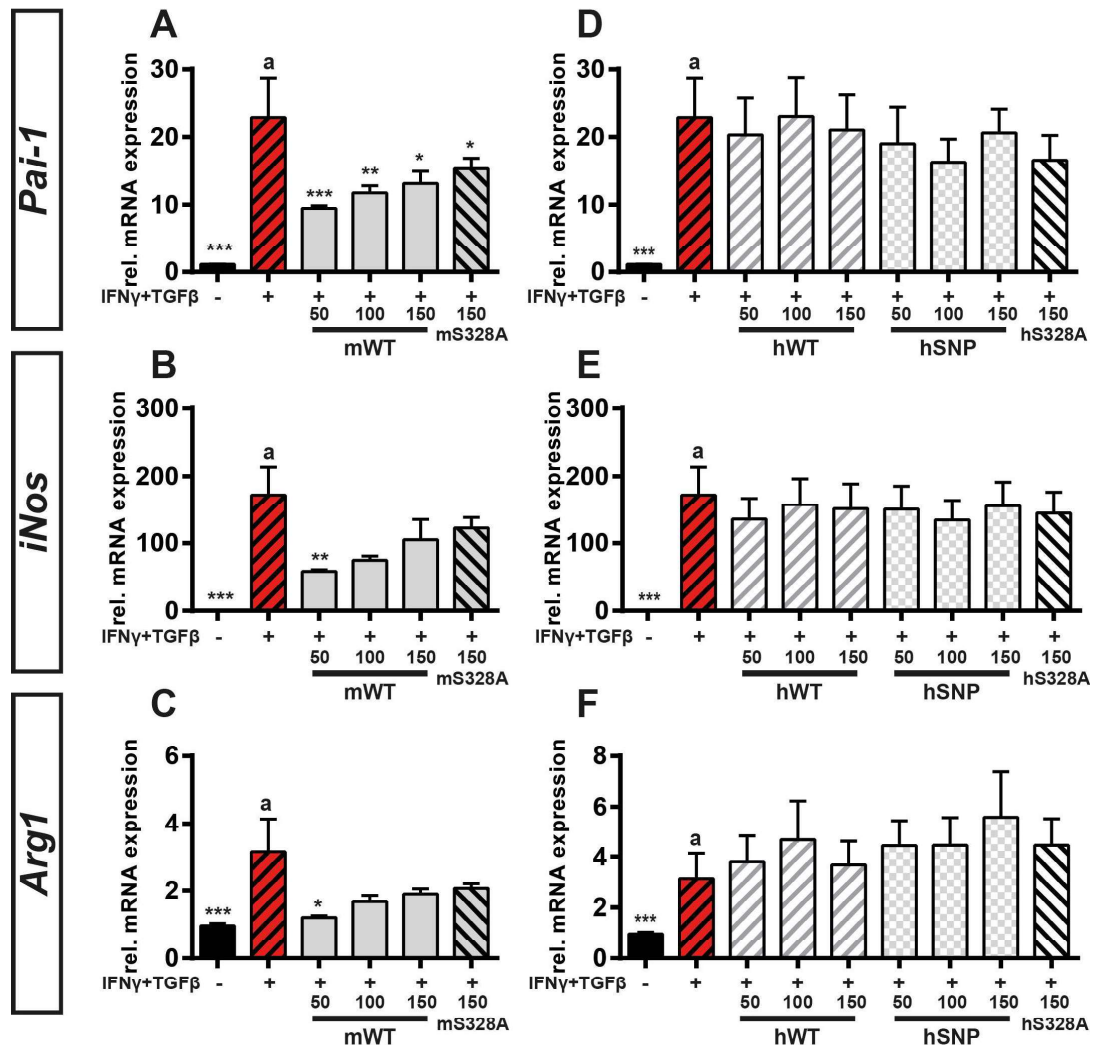 Pai-1
A
rel. mRNA expression
30
20
10
0
a
***
***
**
*
*
IFNγ+TGFβ - + + + + +
50 100 150 150
mWT mS328A
D
rel. mRNA expression
30
20
10
0
a
***
IFNγ+TGFβ - + + + + + + + +
50 100 150 50 100 150 150
hWT hSNP hS328A
iNos
B
rel. mRNA expression
300
200
100
0
a
***
**
IFNγ+TGFβ - + + + + +
50 100 150 150
mWT mS328A
E
rel. mRNA expression
300
200
100
0
a
***
IFNγ+TGFβ - + + + + + + + +
50 100 150 50 100 150 150
hWT hSNP hS328A
Arg1
C
rel. mRNA expression
6
4
2
0
a
***
*
IFNγ+TGFβ - + + + + +
50 100 150 150
mWT mS328A
F
rel. mRNA expression
8
6
4
2
0
a
***
IFNγ+TGFβ - + + + + + + + +
50 100 150 50 100 150 150
hWT hSNP hS328A